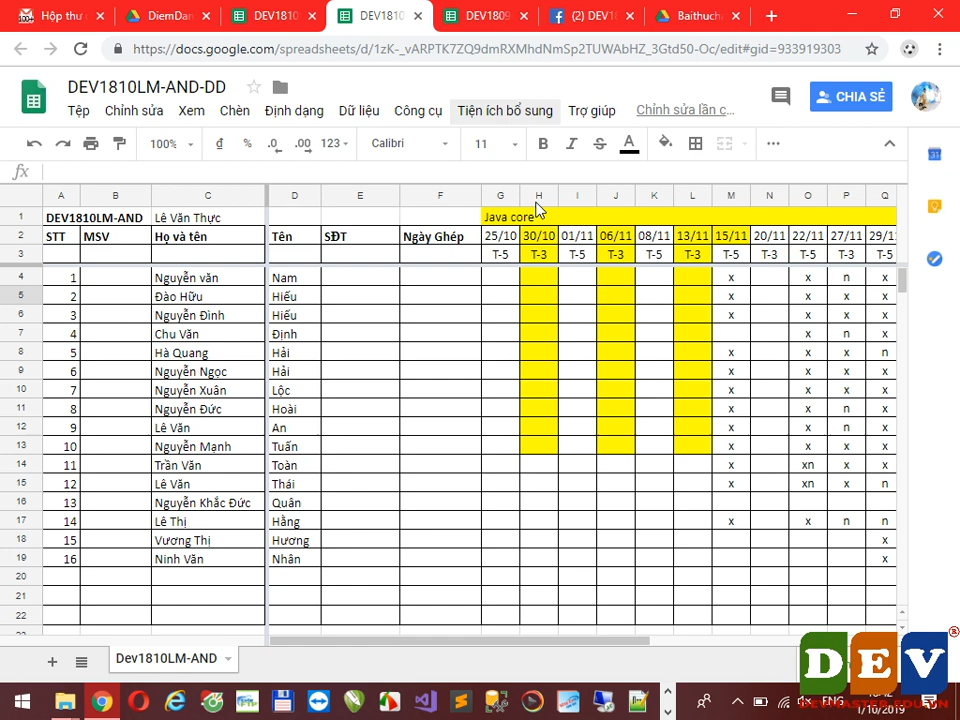 Hộp thư
DiemDan
DEV1810
DEV1810
DEV1809
(2) DEV18
Baithuch
https://docs.google.com/spreadsheets/d/1zK-_vARPTK7ZQ9dmRXMhdNmSp2TUWAbHZ_3Gtd50-Oc/edit#gid=933919303
DEV1810LM-AND-DD
Tệp Chỉnh sửa Xem Chèn Định dạng Dữ liệu Công cụ Tiện ích bổ sung Trợ giúp Chỉnh sửa lần c...
CHIA SẺ
100% ₫ % .0 .00 123 Calibri 11 B I S A
fx
A B C D E F G H I J K L M N O P Q
1 DEV1810LM-AND Lê Văn Thực Java core
2 STT MSV Họ và tên Tên SĐT Ngày Ghép 25/10 30/10 01/11 06/11 08/11 13/11 15/11 20/11 22/11 27/11 29/11
3 T-5 T-3 T-5 T-3 T-5 T-3 T-5 T-3 T-5 T-3 T-5
4 1 Nguyễn văn Nam x x n x
5 2 Đào Hữu Hiếu x x x x
6 3 Nguyễn Đình Hiếu x x x x
7 4 Chu Văn Định x n x
8 5 Hà Quang Hải x x x n
9 6 Nguyễn Ngọc Hải x x x x
10 7 Nguyễn Xuân Lộc x x x x
11 8 Nguyễn Đức Hoài x x n x
12 9 Lê Văn An x x n x
13 10 Nguyễn Mạnh Tuấn x x x x
14 11 Trần Văn Toàn x xn x x
15 12 Lê Văn Thái x xn x n
16 13 Nguyễn Khắc Đức Quân
17 14 Lê Thị Hằng x x n n
18 15 Vương Thị Hương x
19 16 Ninh Văn Nhân x
20
21
22
Dev1810LM-AND
DEV
DEVMASTER.EDU.VN
ENG
1/10/2019